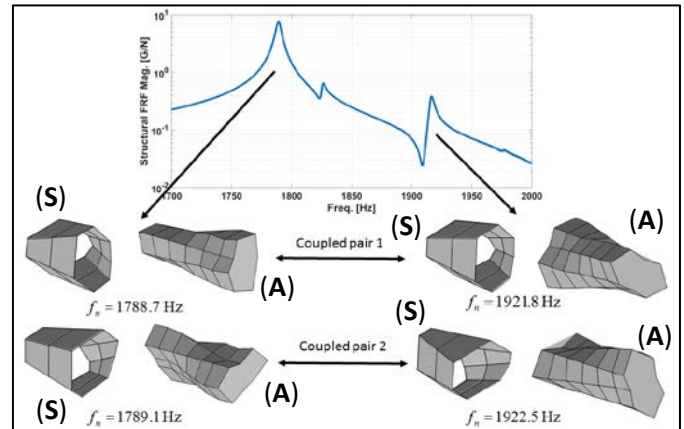 Structural FRF Mag. [G/N]
10^1
10^0
10^-1
10^-2
1700 1750 1800 1850 1900 1950 2000
Freq. [Hz]
(S)
(A)
Coupled pair 1
(S)
(A)
f_n = 1788.7 Hz
f_n = 1921.8 Hz
(S)
(A)
Coupled pair 2
(S)
(A)
f_n = 1789.1 Hz
f_n = 1922.5 Hz